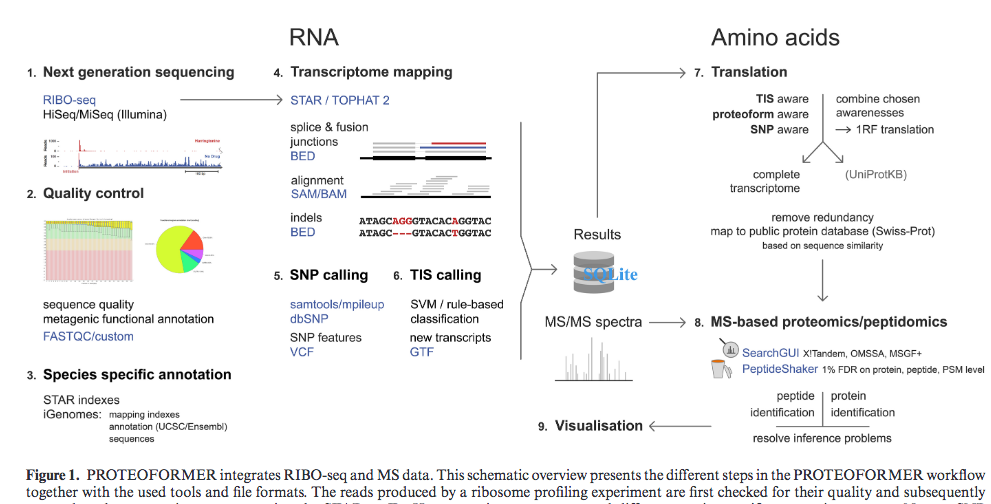 RNA
Amino acids
1. Next generation sequencing
RIBO-seq
HiSeq/MiSeq (Illumina)
2. Quality control
sequence quality
metagenic functional annotation
FASTQC/custom
3. Species specific annotation
STAR indexes
iGenomes: mapping indexes
annotation (UCSC/Ensembl)
sequences
4. Transcriptome mapping
STAR / TOPHAT 2
splice & fusion
junctions
BED
alignment
SAM/BAM
indels
BED
ATAGCAGGGTACACAGGTAC
ATAGC---GTACACTGGTAC
5. SNP calling
samtools/mpileup
dbSNP
SNP features
VCF
6. TIS calling
SVM / rule-based
classification
new transcripts
GTF
Results
SQLite
MS/MS spectra
7. Translation
TIS aware
proteoform aware
SNP aware
combine chosen
awarenesses
→ 1RF translation
complete
transcriptome
(UniProtKB)
remove redundancy
map to public protein database (Swiss-Prot)
based on sequence similarity
8. MS-based proteomics/peptidomics
SearchGUI X!Tandem, OMSSA, MSGF+
PeptideShaker 1% FDR on protein, peptide, PSM level
peptide
identification
protein
identification
resolve inference problems
9. Visualisation
Figure 1. PROTEOFORMER integrates RIBO-seq and MS data. This schematic overview presents the different steps in the PROTEOFORMER workflow
together with the used tools and file formats. The reads produced by a ribosome profiling experiment are first checked for their quality and subsequently